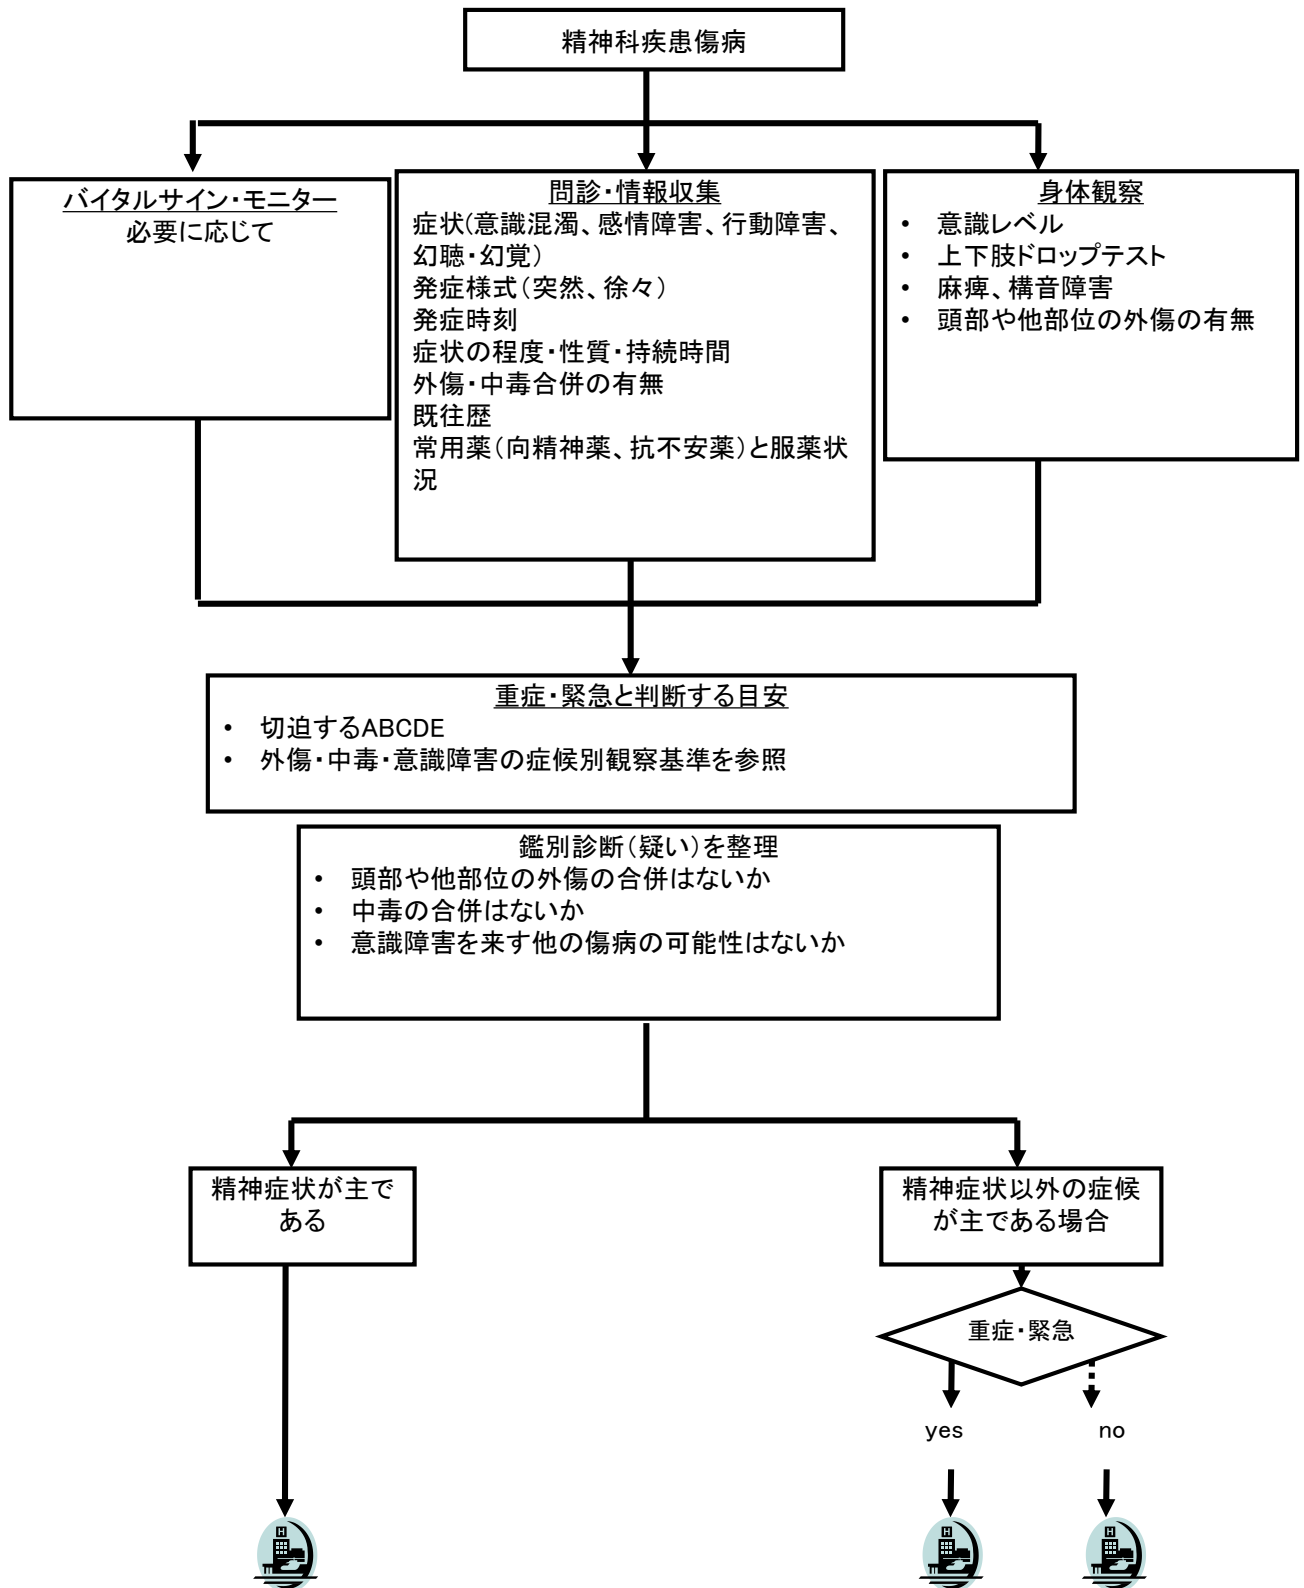 精神科疾患傷病
バイタルサイン・モニター
必要に応じて
問診・情報収集
症状(意識混濁、感情障害、行動障害、
幻聴・幻覚)
発症様式(突然、徐々)
発症時刻
症状の程度・性質・持続時間
外傷・中毒合併の有無
既往歴
常用薬(向精神薬、抗不安薬)と服薬状
況
身体観察
• 意識レベル
• 上下肢ドロップテスト
• 麻痺、構音障害
• 頭部や他部位の外傷の有無
重症・緊急と判断する目安
• 切迫するABCDE
• 外傷・中毒・意識障害の症候別観察基準を参照
鑑別診断(疑い)を整理
• 頭部や他部位の外傷の合併はないか
• 中毒の合併はないか
• 意識障害を来す他の傷病の可能性はないか
精神症状が主で
ある
精神症状以外の症候
が主である場合
重症・緊急
yes
no
H
H
H